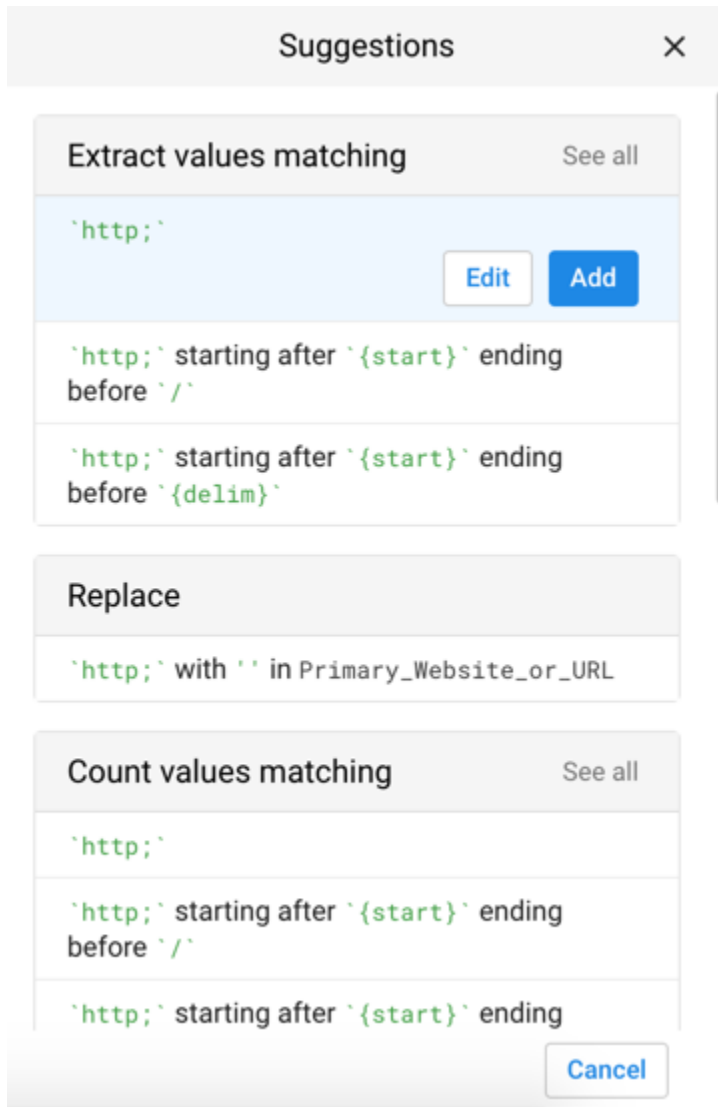 Suggestions
Extract values matching See all
`http;`
Edit Add
`http;` starting after `{start}` ending
before `/`
`http;` starting after `{start}` ending
before `{delim}`
Replace
`http;` with '' in Primary_Website_or_URL
Count values matching See all
`http;`
`http;` starting after `{start}` ending
before `/`
`http;` starting after `{start}` ending
Cancel